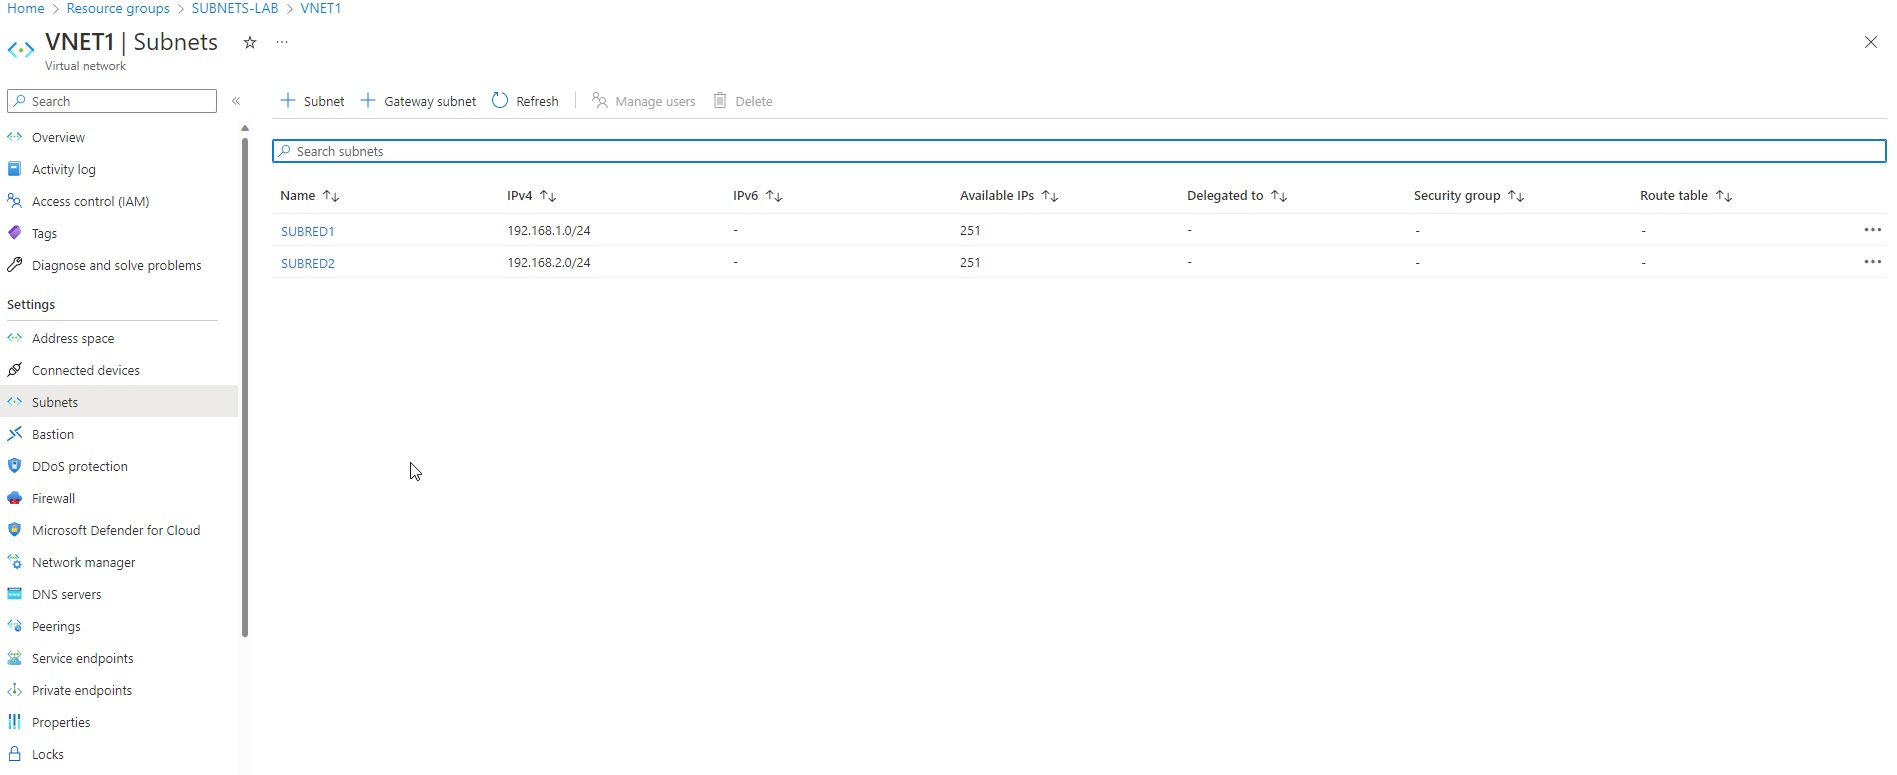 Home > Resource groups > SUBNETS-LAB > VNET1
VNET1 | Subnets
Virtual network
Search
Overview
Activity log
Access control (IAM)
Tags
Diagnose and solve problems
Settings
Address space
Connected devices
Subnets
Bastion
DDoS protection
Firewall
Microsoft Defender for Cloud
Network manager
DNS servers
Peerings
Service endpoints
Private endpoints
Properties
Locks
Subnet Gateway subnet Refresh Manage users Delete
Search subnets
Name IPv4 IPv6 Available IPs Delegated to Security group Route table
SUBRED1 192.168.1.0/24 - 251 - - -
SUBRED2 192.168.2.0/24 - 251 - - -